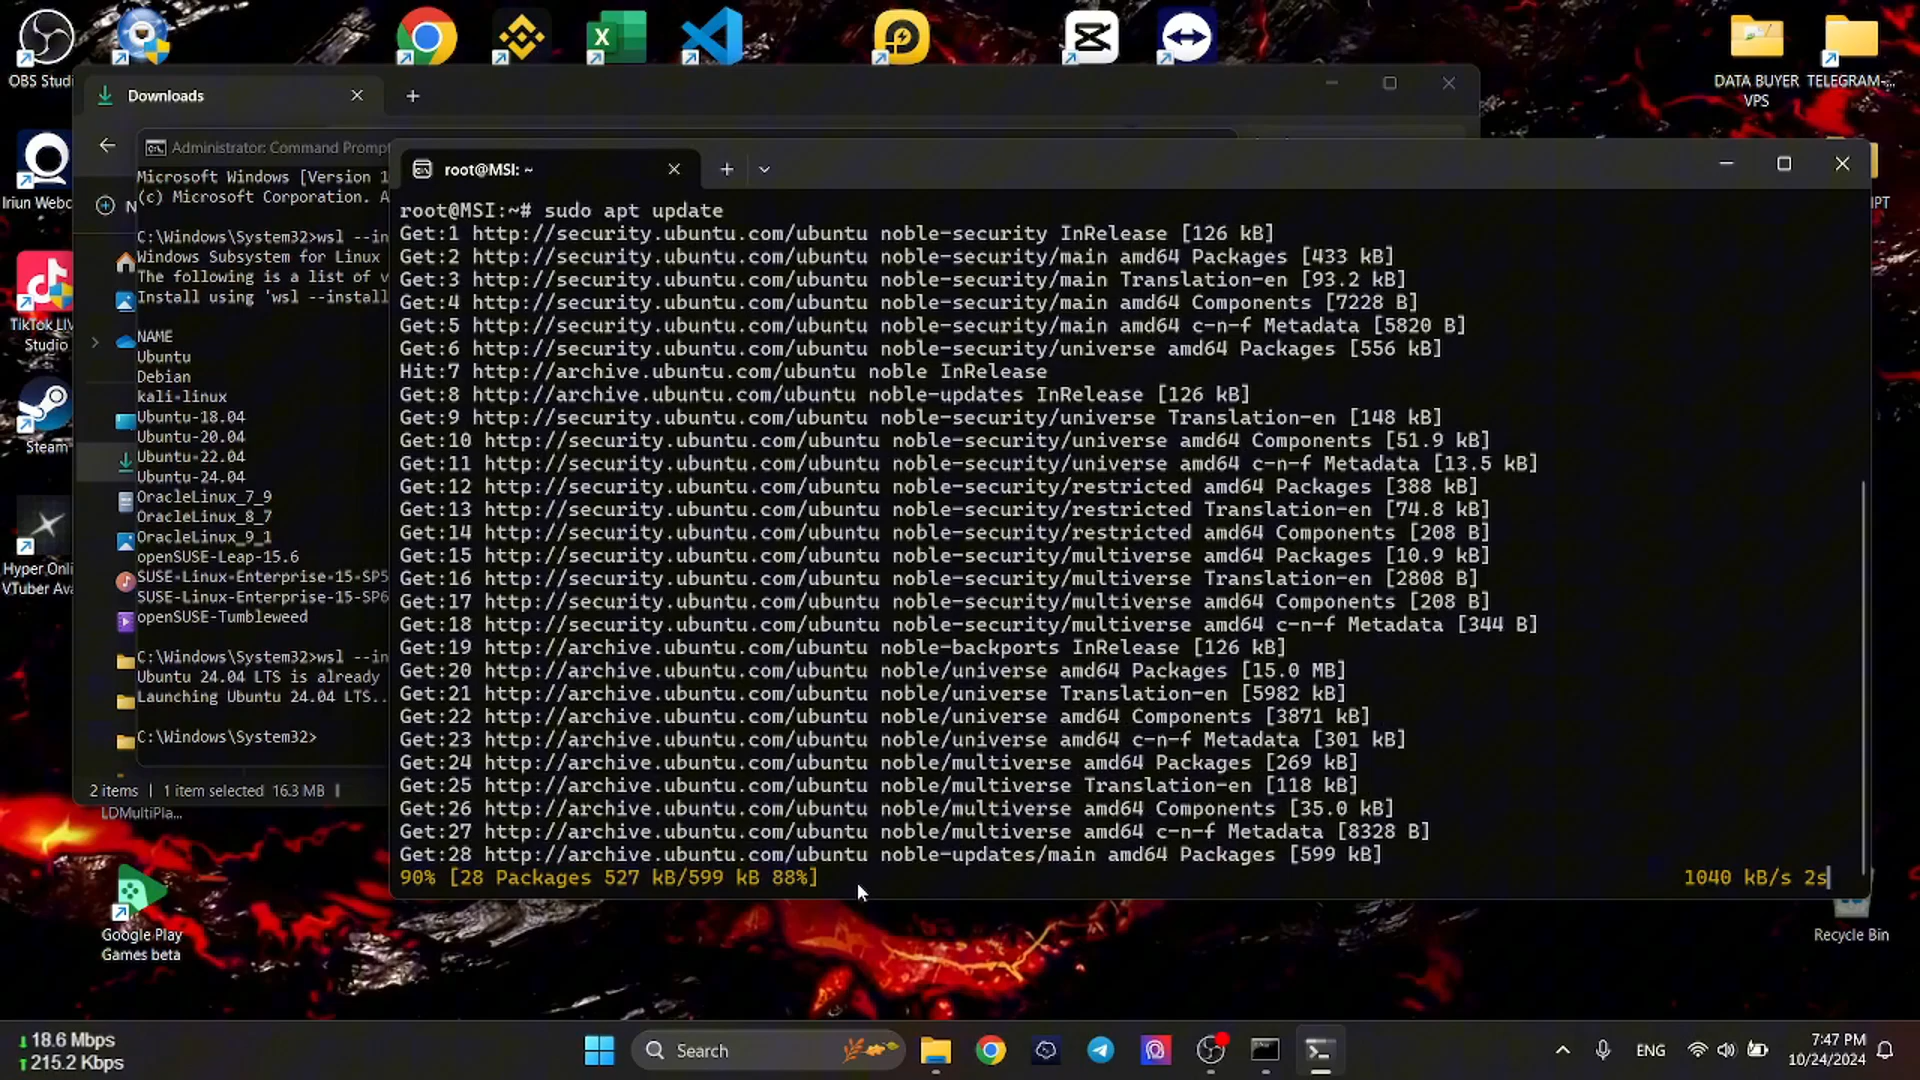 OBS Studi
DATA BUYER
VPS
TELEGRAM-...
Downloads
Administrator: Command Prompt
root@MSI: ~
Iriun Webc
Microsoft Windows [Version 1
(c) Microsoft Corporation. A
N
C:\Windows\System32>wsl --in
Windows Subsystem for Linux
The following is a list of v
Install using 'wsl --install
TikTok LIV
Studio
NAME
Ubuntu
Debian
kali-linux
Ubuntu-18.04
Ubuntu-20.04
Ubuntu-22.04
Ubuntu-24.04
OracleLinux_7_9
OracleLinux_8_7
OracleLinux_9_1
openSUSE-Leap-15.6
SUSE-Linux-Enterprise-15-SP5
SUSE-Linux-Enterprise-15-SP6
openSUSE-Tumbleweed
Steam
Hyper Onli
VTuber Ava
C:\Windows\System32>wsl --in
Ubuntu 24.04 LTS is already
Launching Ubuntu 24.04 LTS...
C:\Windows\System32>
2 items
1 item selected 16.3 MB
LDMultiPla...
Google Play
Games beta
root@MSI:~# sudo apt update
Get:1 http://security.ubuntu.com/ubuntu noble-security InRelease [126 kB]
Get:2 http://security.ubuntu.com/ubuntu noble-security/main amd64 Packages [433 kB]
Get:3 http://security.ubuntu.com/ubuntu noble-security/main Translation-en [93.2 kB]
Get:4 http://security.ubuntu.com/ubuntu noble-security/main amd64 Components [7228 B]
Get:5 http://security.ubuntu.com/ubuntu noble-security/main amd64 c-n-f Metadata [5820 B]
Get:6 http://security.ubuntu.com/ubuntu noble-security/universe amd64 Packages [556 kB]
Hit:7 http://archive.ubuntu.com/ubuntu noble InRelease
Get:8 http://archive.ubuntu.com/ubuntu noble-updates InRelease [126 kB]
Get:9 http://security.ubuntu.com/ubuntu noble-security/universe Translation-en [148 kB]
Get:10 http://security.ubuntu.com/ubuntu noble-security/universe amd64 Components [51.9 kB]
Get:11 http://security.ubuntu.com/ubuntu noble-security/universe amd64 c-n-f Metadata [13.5 kB]
Get:12 http://security.ubuntu.com/ubuntu noble-security/restricted amd64 Packages [388 kB]
Get:13 http://security.ubuntu.com/ubuntu noble-security/restricted Translation-en [74.8 kB]
Get:14 http://security.ubuntu.com/ubuntu noble-security/restricted amd64 Components [208 B]
Get:15 http://security.ubuntu.com/ubuntu noble-security/multiverse amd64 Packages [10.9 kB]
Get:16 http://security.ubuntu.com/ubuntu noble-security/multiverse Translation-en [2808 B]
Get:17 http://security.ubuntu.com/ubuntu noble-security/multiverse amd64 Components [208 B]
Get:18 http://security.ubuntu.com/ubuntu noble-security/multiverse amd64 c-n-f Metadata [344 B]
Get:19 http://archive.ubuntu.com/ubuntu noble-backports InRelease [126 kB]
Get:20 http://archive.ubuntu.com/ubuntu noble/universe amd64 Packages [15.0 MB]
Get:21 http://archive.ubuntu.com/ubuntu noble/universe Translation-en [5982 kB]
Get:22 http://archive.ubuntu.com/ubuntu noble/universe amd64 Components [3871 kB]
Get:23 http://archive.ubuntu.com/ubuntu noble/universe amd64 c-n-f Metadata [301 kB]
Get:24 http://archive.ubuntu.com/ubuntu noble/multiverse amd64 Packages [269 kB]
Get:25 http://archive.ubuntu.com/ubuntu noble/multiverse Translation-en [118 kB]
Get:26 http://archive.ubuntu.com/ubuntu noble/multiverse amd64 Components [35.0 kB]
Get:27 http://archive.ubuntu.com/ubuntu noble/multiverse amd64 c-n-f Metadata [8328 B]
Get:28 http://archive.ubuntu.com/ubuntu noble-updates/main amd64 Packages [599 kB]
90% [28 Packages 527 kB/599 kB 88%] 1040 kB/s 2s
IPT
Recycle Bin
18.6 Mbps
215.2 Kbps
Search
ENG
7:47 PM
10/24/2024